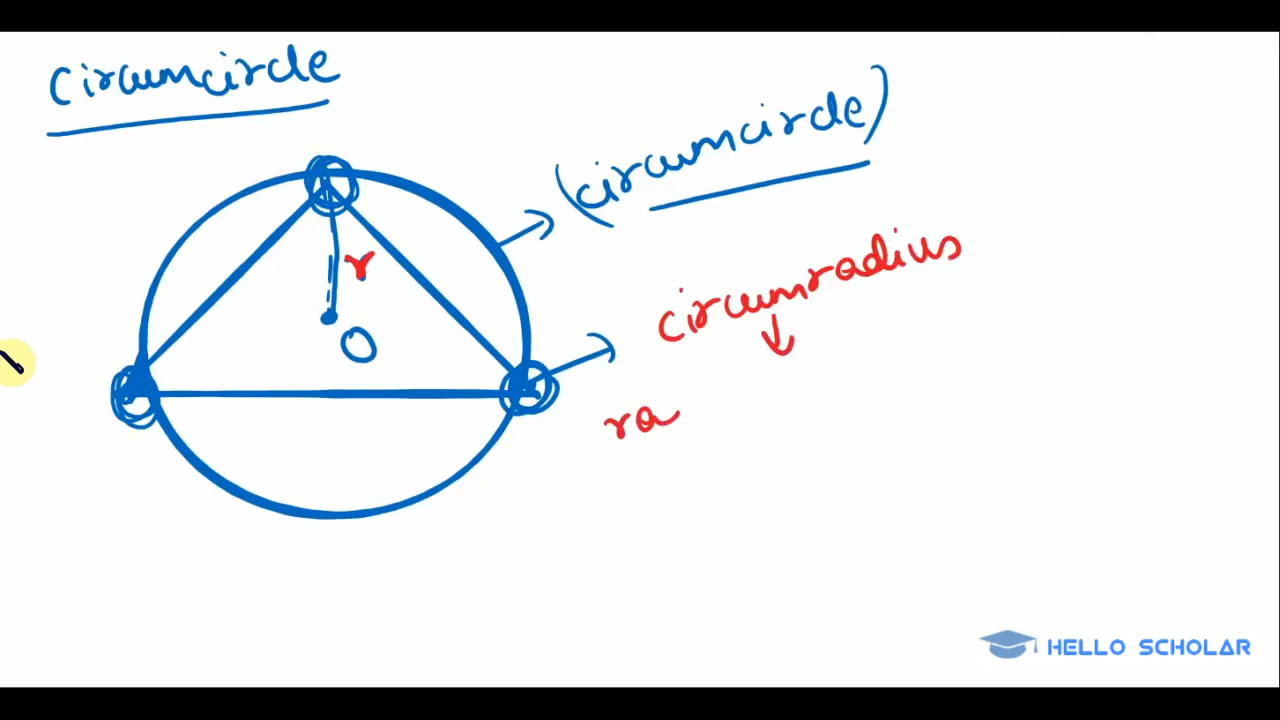 circumcircle
(circumcircle)
r
circumradius
O
ra
HELLO SCHOLAR